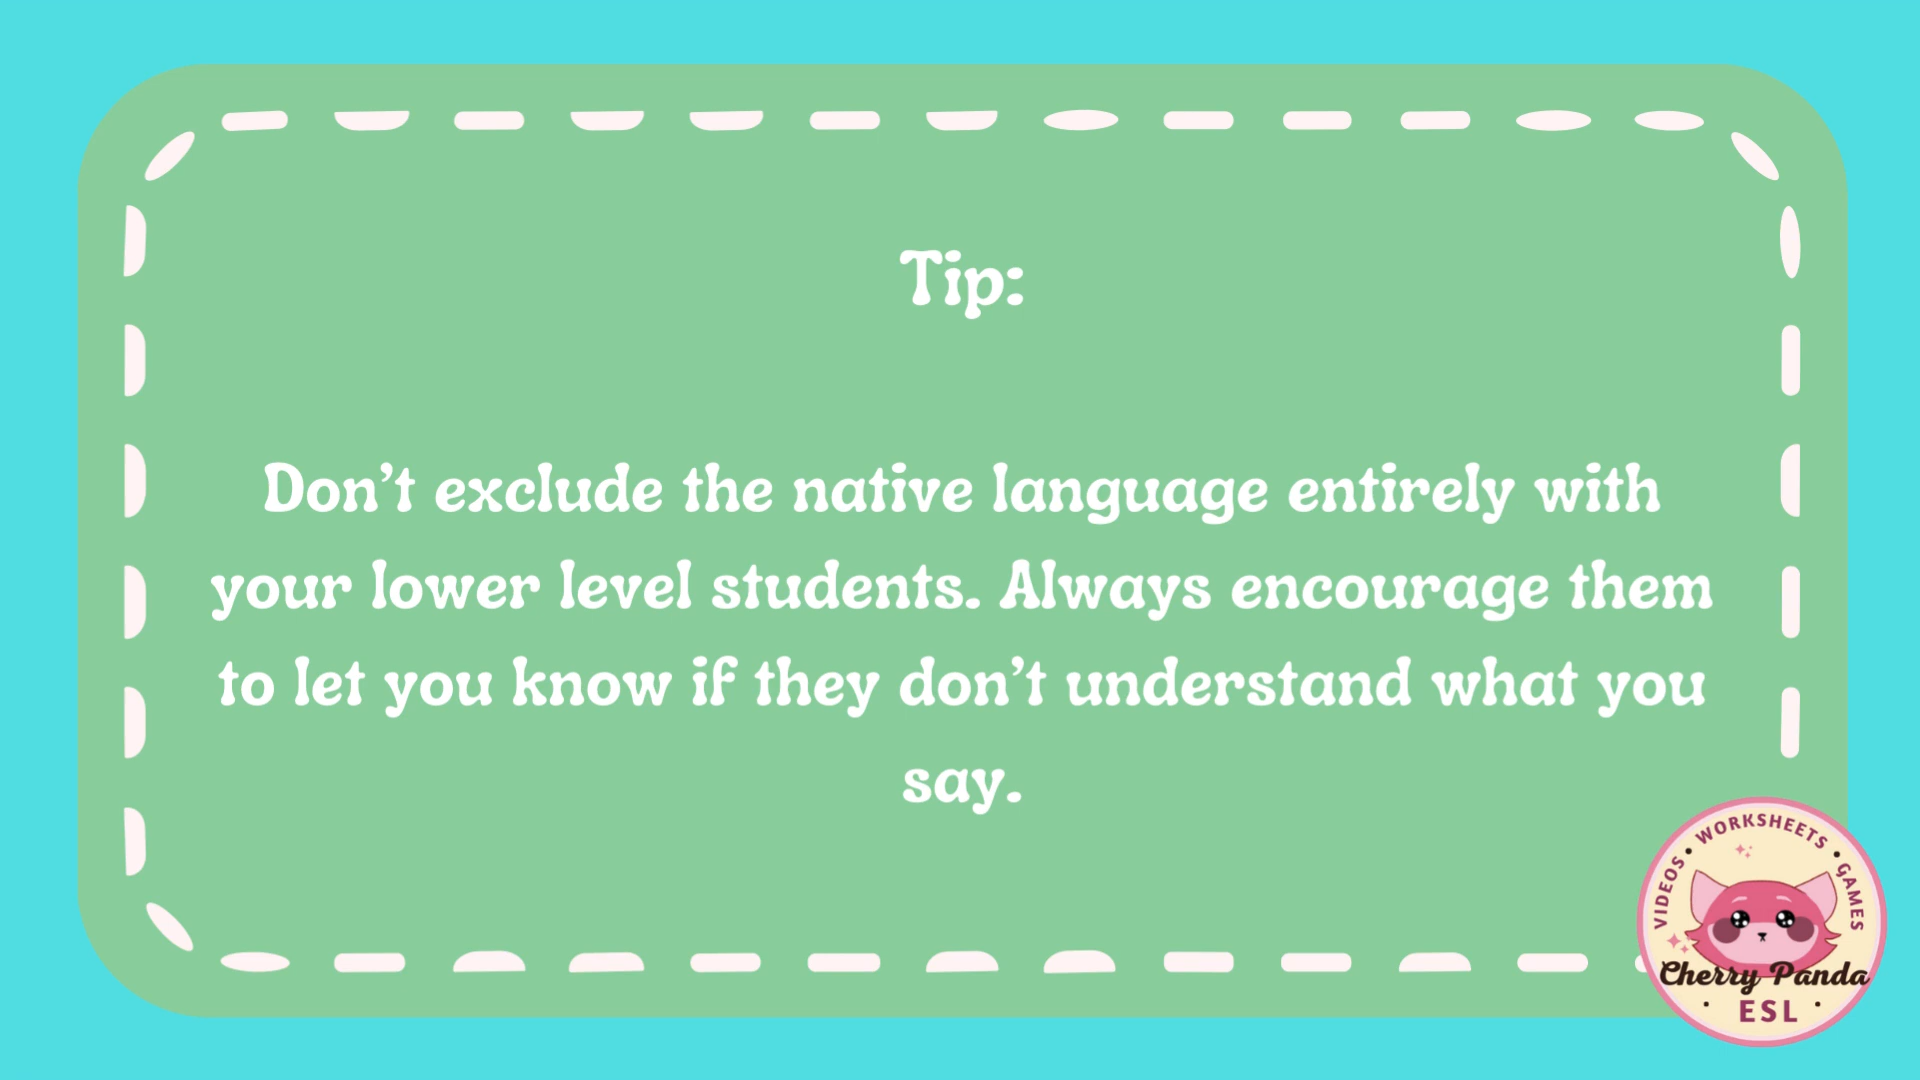 Tip:
Don't exclude the native language entirely with
your lower level students. Always encourage them
to let you know if they don't understand what you
say.
VIDEOS • WORKSHEETS • GAMES
Cherry Panda
• ESL •